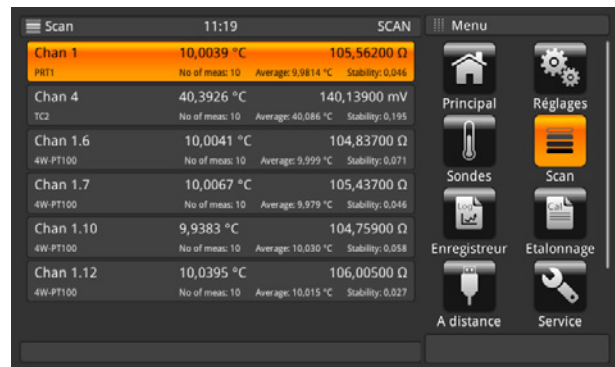 Scan 11:19 SCAN
Chan 1 10,0039 °C 105,56200 Ω
PRT1 No of meas: 10 Average: 9,9814 °C Stability: 0,046
Chan 4 40,3926 °C 140,13900 mV
TC2 No of meas: 10 Average: 40,086 °C Stability: 0,195
Chan 1.6 10,0041 °C 104,83700 Ω
4W-PT100 No of meas: 10 Average: 9,999 °C Stability: 0,071
Chan 1.7 10,0067 °C 105,43700 Ω
4W-PT100 No of meas: 10 Average: 9,979 °C Stability: 0,046
Chan 1.10 9,9383 °C 104,75900 Ω
4W-PT100 No of meas: 10 Average: 10,030 °C Stability: 0,058
Chan 1.12 10,0395 °C 106,00500 Ω
4W-PT100 No of meas: 10 Average: 10,015 °C Stability: 0,027
Menu
Principal Réglages
Sondes Scan
Log Cal
Enregistreur Etalonnage
A distance Service